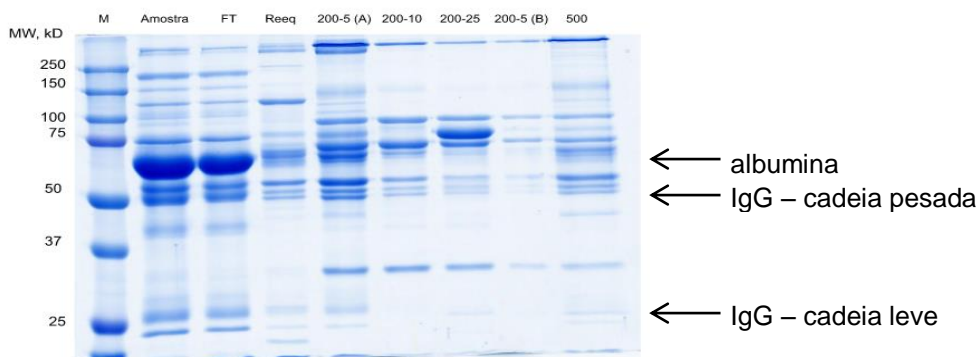 M Amostra FT Reeq 200-5 (A) 200-10 200-25 200-5 (B) 500
MW, kD
250
150
100
75
50
37
25
albumina
IgG – cadeia pesada
IgG – cadeia leve